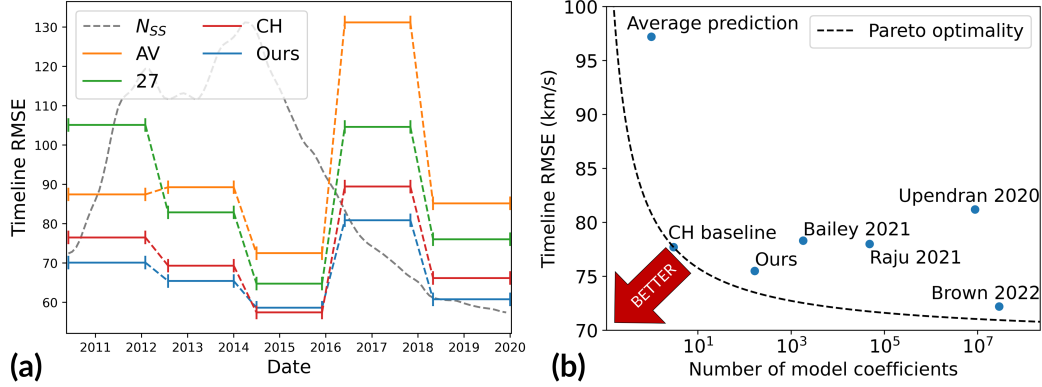 N_SS
AV
27
CH
Ours
Timeline RMSE
130
120
110
100
90
80
70
60
2011 2012 2013 2014 2015 2016 2017 2018 2019 2020
Date
(a)
Average prediction
Pareto optimality
Timeline RMSE (km/s)
100
95
90
85
80
75
70
Upendran 2020
CH baseline
Bailey 2021
Ours
Raju 2021
BETTER
Brown 2022
10^1 10^3 10^5 10^7
Number of model coefficients
(b)